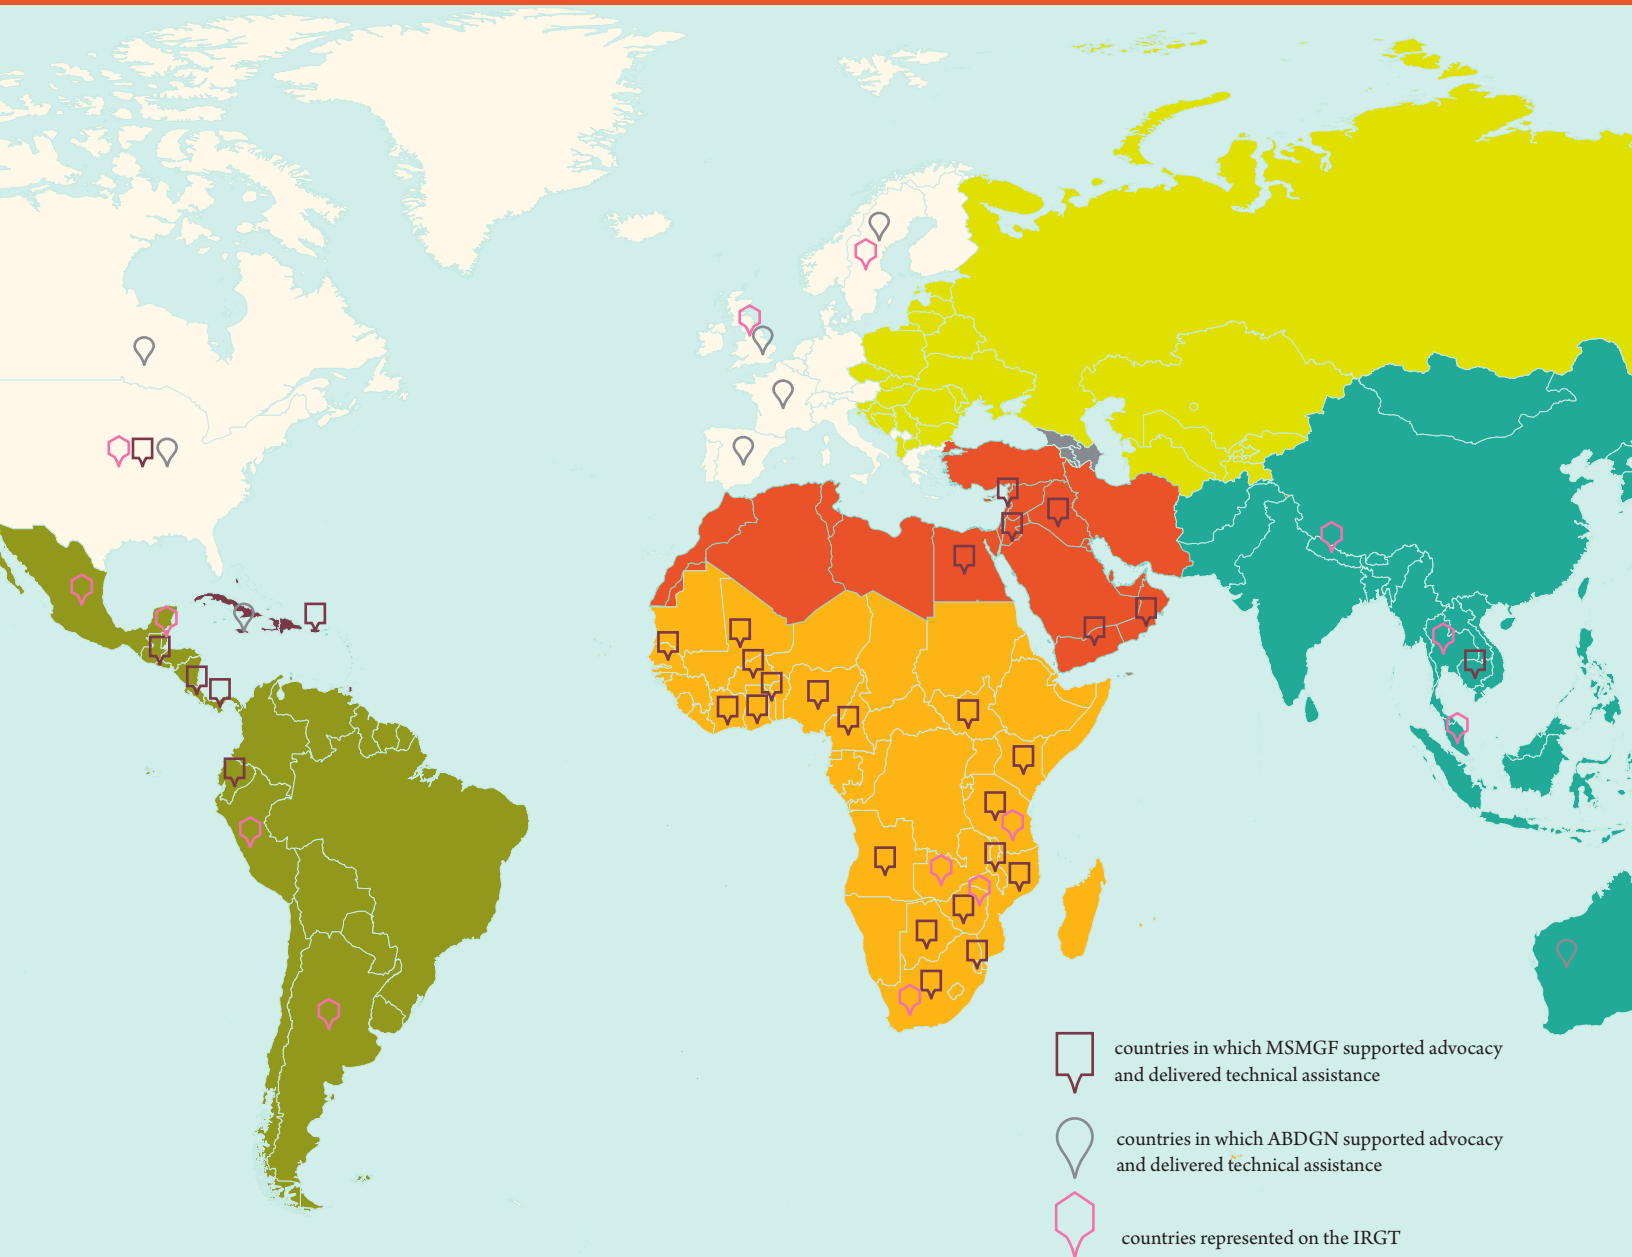 countries in which MSMGF supported advocacy
and delivered technical assistance
countries in which ABDGN supported advocacy
and delivered technical assistance
countries represented on the IRGT